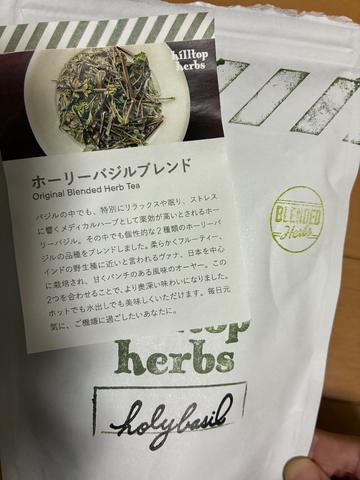 hilltop
herbs
ホーリーバジルブレンド
Original Blended Herb Tea
バジルの中でも、特別にリラックスや眠り、ストレス
に響くメディカルハーブとして薬効が高いとされるホー
リーバジル。その中でも個性的な2種類のホーリーバ
ジルの品種をブレンドしました。柔らかくフルーティー、
インドの野生種に近いと言われるヴァナ、日本を中心
に栽培され、甘くパンチのある風味のオーヤー。この
2つを合わせることで、より奥深い味わいになりました。
ホットでも水出しでも美味しくいただけます。毎日元
気に、ご機嫌に過ごしたいあなたに。
BLENDED
Herbs
hilltop
herbs
holybasil